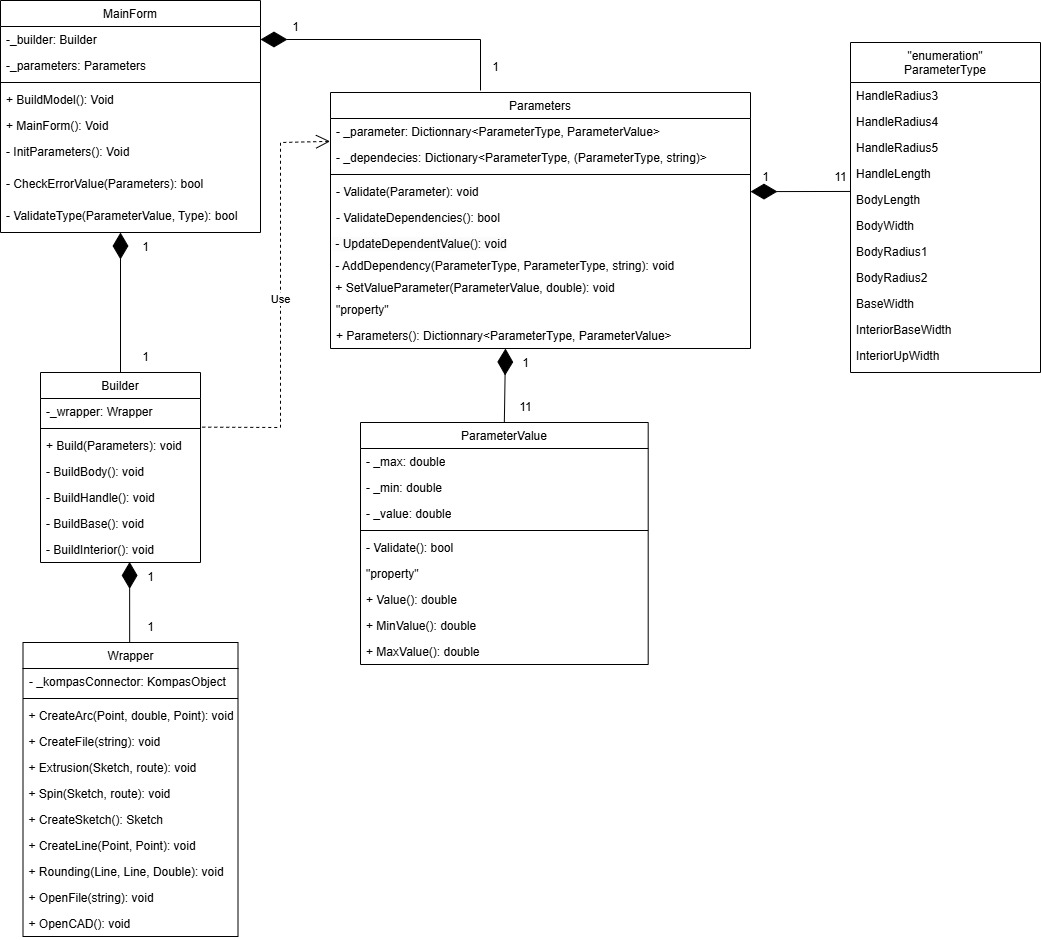 MainForm
-_builder: Builder
-_parameters: Parameters
+ BuildModel(): Void
+ MainForm(): Void
- InitParameters(): Void
- CheckErrorValue(Parameters): bool
- ValidateType(ParameterValue, Type): bool
1
1
1
1
Use
Parameters
- _parameter: Dictionnary<ParameterType, ParameterValue>
- _dependecies: Dictionary<ParameterType, (ParameterType, string)>
- Validate(Parameter): void
- ValidateDependencies(): bool
- UpdateDependentValue(): void
- AddDependency(ParameterType, ParameterType, string): void
+ SetValueParameter(ParameterValue, double): void
"property"
+ Parameters(): Dictionnary<ParameterType, ParameterValue>
1
11
"enumeration"
ParameterType
HandleRadius3
HandleRadius4
HandleRadius5
HandleLength
BodyLength
BodyWidth
BodyRadius1
BodyRadius2
BaseWidth
InteriorBaseWidth
InteriorUpWidth
1
11
Builder
-_wrapper: Wrapper
+ Build(Parameters): void
- BuildBody(): void
- BuildHandle(): void
- BuildBase(): void
- BuildInterior(): void
1
1
ParameterValue
- _max: double
- _min: double
- _value: double
- Validate(): bool
"property"
+ Value(): double
+ MinValue(): double
+ MaxValue(): double
Wrapper
- _kompasConnector: KompasObject
+ CreateArc(Point, double, Point): void
+ CreateFile(string): void
+ Extrusion(Sketch, route): void
+ Spin(Sketch, route): void
+ CreateSketch(): Sketch
+ CreateLine(Point, Point): void
+ Rounding(Line, Line, Double): void
+ OpenFile(string): void
+ OpenCAD(): void